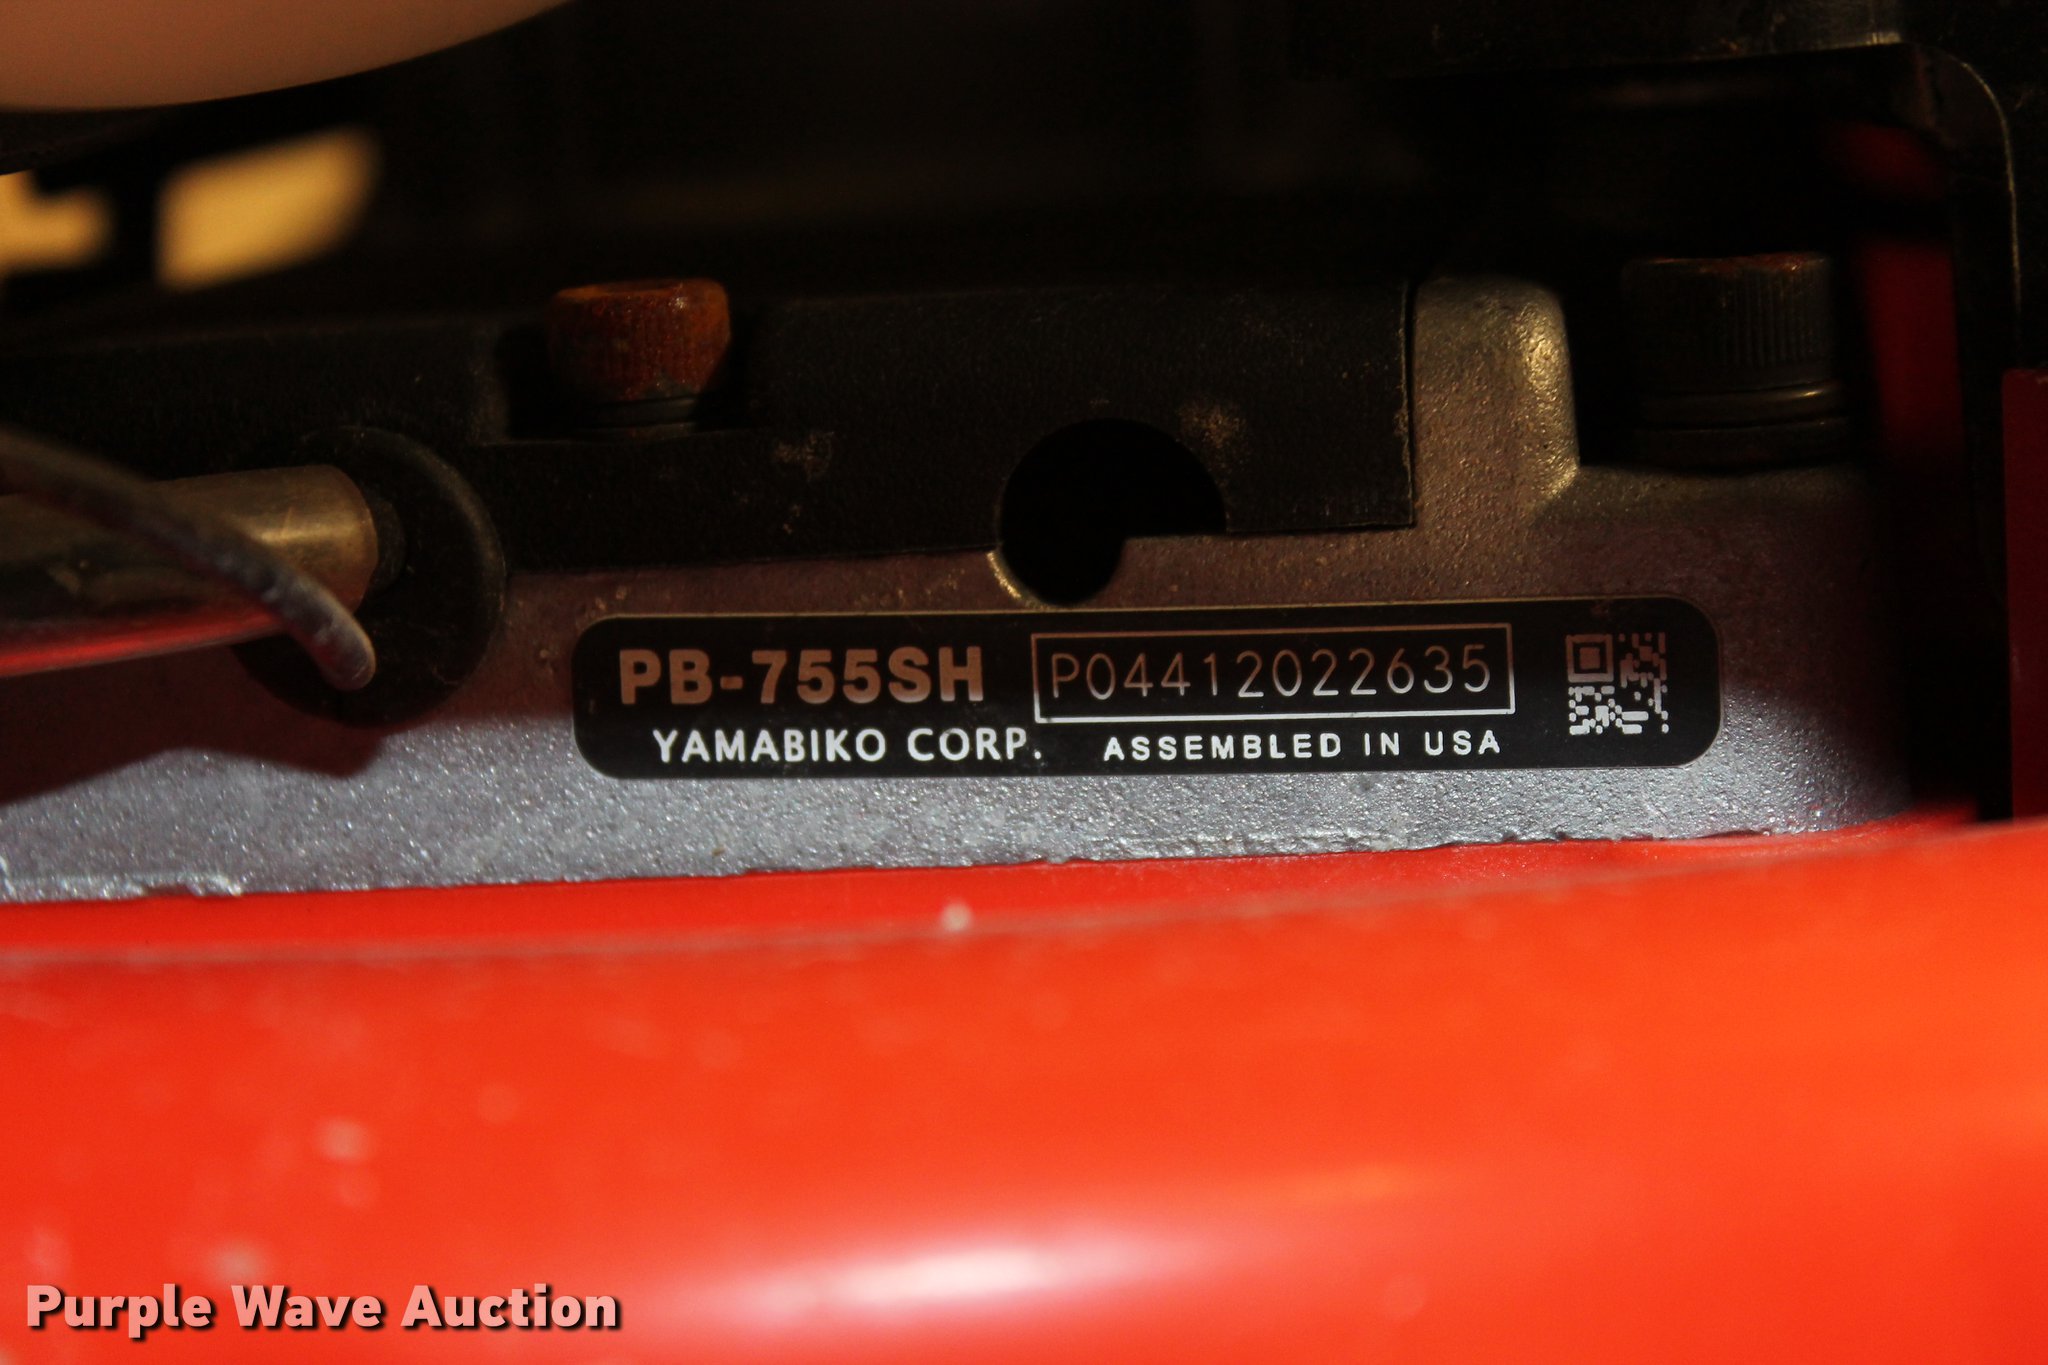 PB-755SH P04412022635
YAMABIKO CORP. ASSEMBLED IN USA
Purple Wave Auction